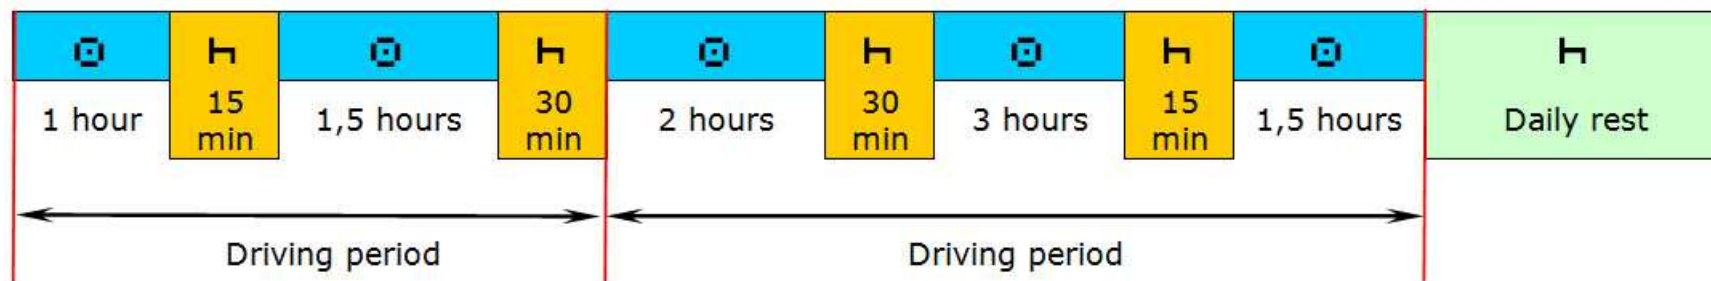 1 hour
15
min
1,5 hours
30
min
2 hours
30
min
3 hours
15
min
1,5 hours
Daily rest
Driving period
Driving period